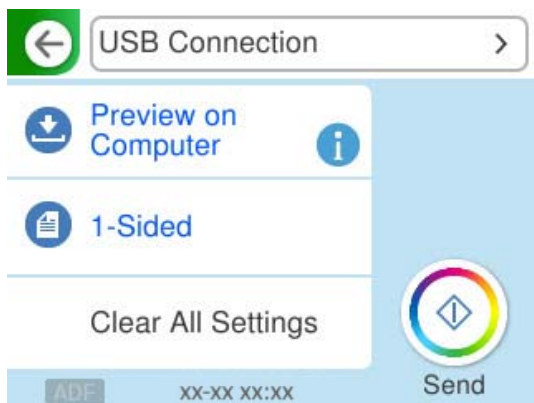 USB Connection
Preview on
Computer
i
1-Sided
Clear All Settings
ADF
xx-xx xx:xx
Send